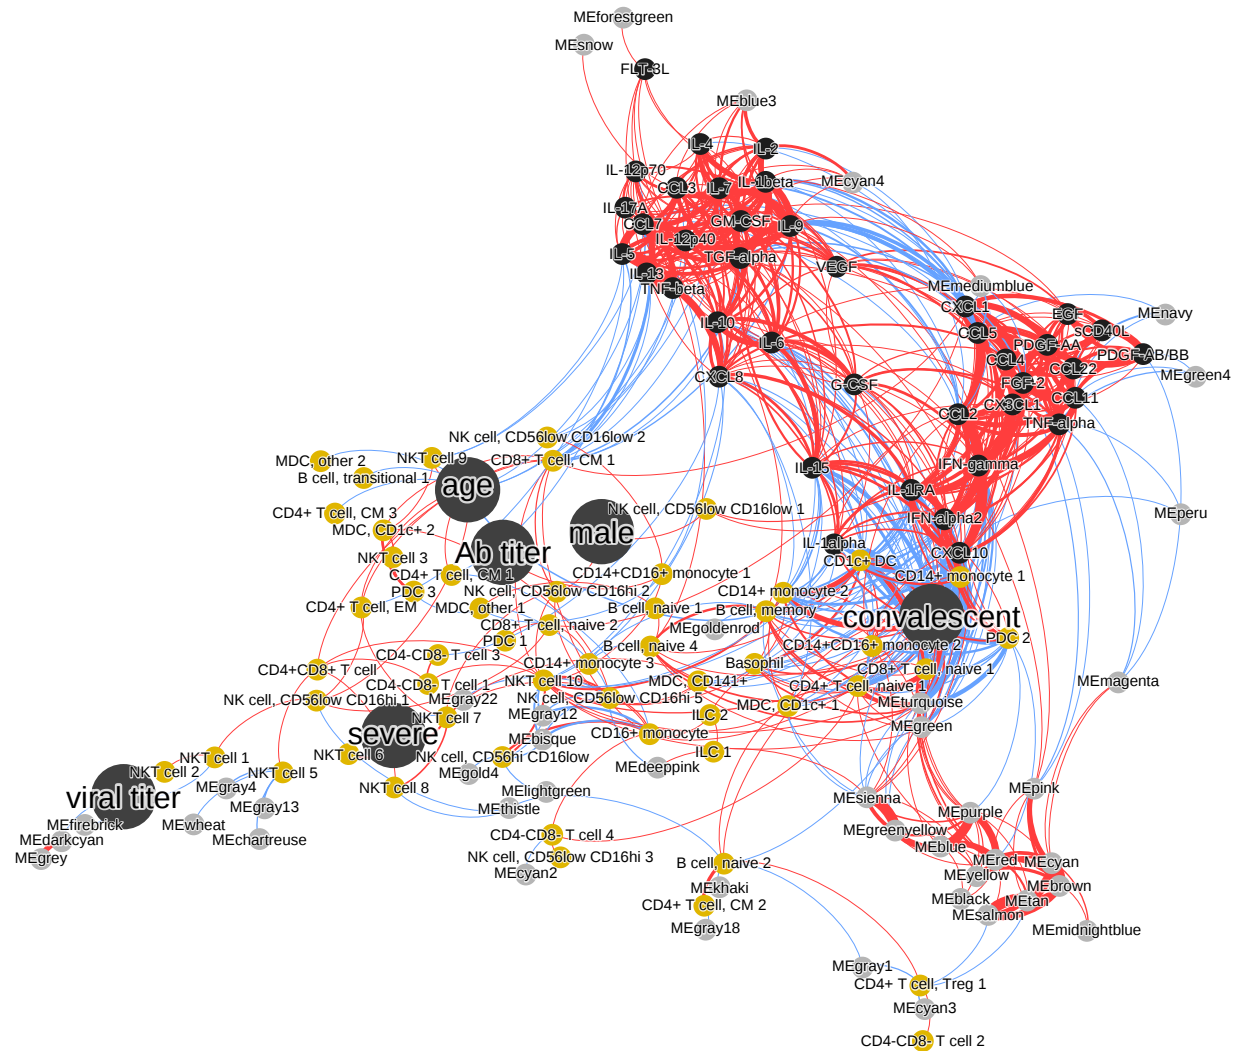 MEforestgreen
MEsnow
FLT-3L
MEblue3
IL-4
IL-2
IL-12p70
CCL3
IL-7
IL-1beta
MEcyan4
IL-17A
CCL7
GM-CSF
IL-9
IL-12p40
IL-5
TGF-alpha
IL-13
VEGF
TNF-beta
MEmediumblue
CXCL1
EGF
MEnavy
IL-10
CCL5
sCD40L
IL-6
PDGF-AA
PDGF-AB/BB
CCL4
CCL22
CXCL8
G-CSF
FGF-2
MEgreen4
CCL11
CX3CL1
CCL2
TNF-alpha
NK cell, CD56low CD16low 2
MDC, other 2
NKT cell 9
CD8+ T cell, CM 1
IL-15
IFN-gamma
B cell, transitional 1
age
IL-1RA
CD4+ T cell, CM 3
NK cell, CD56low CD16low 1
MEperu
MDC, CD1c+ 2
male
IFN-alpha2
IL-1alpha
Ab titer
CXCL10
NKT cell 3
CD1c+ DC
CD4+ T cell, CM 1
CD14+CD16+ monocyte 1
CD14+ monocyte 1
PDC 3
NK cell, CD56low CD16hi 2
CD14+ monocyte 2
CD4+ T cell, EM
MDC, other 1
B cell, naive 1
B cell, memory
convalescent
CD8+ T cell, naive 2
MEgoldenrod
PDC 1
B cell, naive 4
CD14+CD16+ monocyte 2
PDC 2
CD4-CD8- T cell 3
CD14+ monocyte 3
Basophil
CD4+CD8+ T cell
CD8+ T cell, naive 1
CD4-CD8- T cell 1
NKT cell 10
MDC, CD141+
CD4+ T cell, naive 1
MEmagenta
NK cell, CD56low CD16hi 1
MEgray22
NK cell, CD56low CD16hi 5
MDC, CD1c+ 1
MEturquoise
NKT cell 7
MEgray12
ILC 2
MEgreen
severe
MEbisque
CD16+ monocyte
NKT cell 6
NK cell, CD56hi CD16low
ILC 1
NKT cell 1
NKT cell 2
NKT cell 5
MEgold4
MEdeeppink
viral titer
MEgray4
NKT cell 8
MElightgreen
MEsienna
MEpink
MEgray13
MEthistle
MEpurple
MEfirebrick
MEwheat
MEgreenyellow
MEdarkcyan
MEchartreuse
CD4-CD8- T cell 4
MEblue
MEgrey
NK cell, CD56low CD16hi 3
B cell, naive 2
MEred
MEcyan
MEcyan2
MEyellow
MEkhaki
MEbrown
CD4+ T cell, CM 2
MEblack
MEtan
MEsalmon
MEgray18
MEmidnightblue
MEgray1
CD4+ T cell, Treg 1
MEcyan3
CD4-CD8- T cell 2